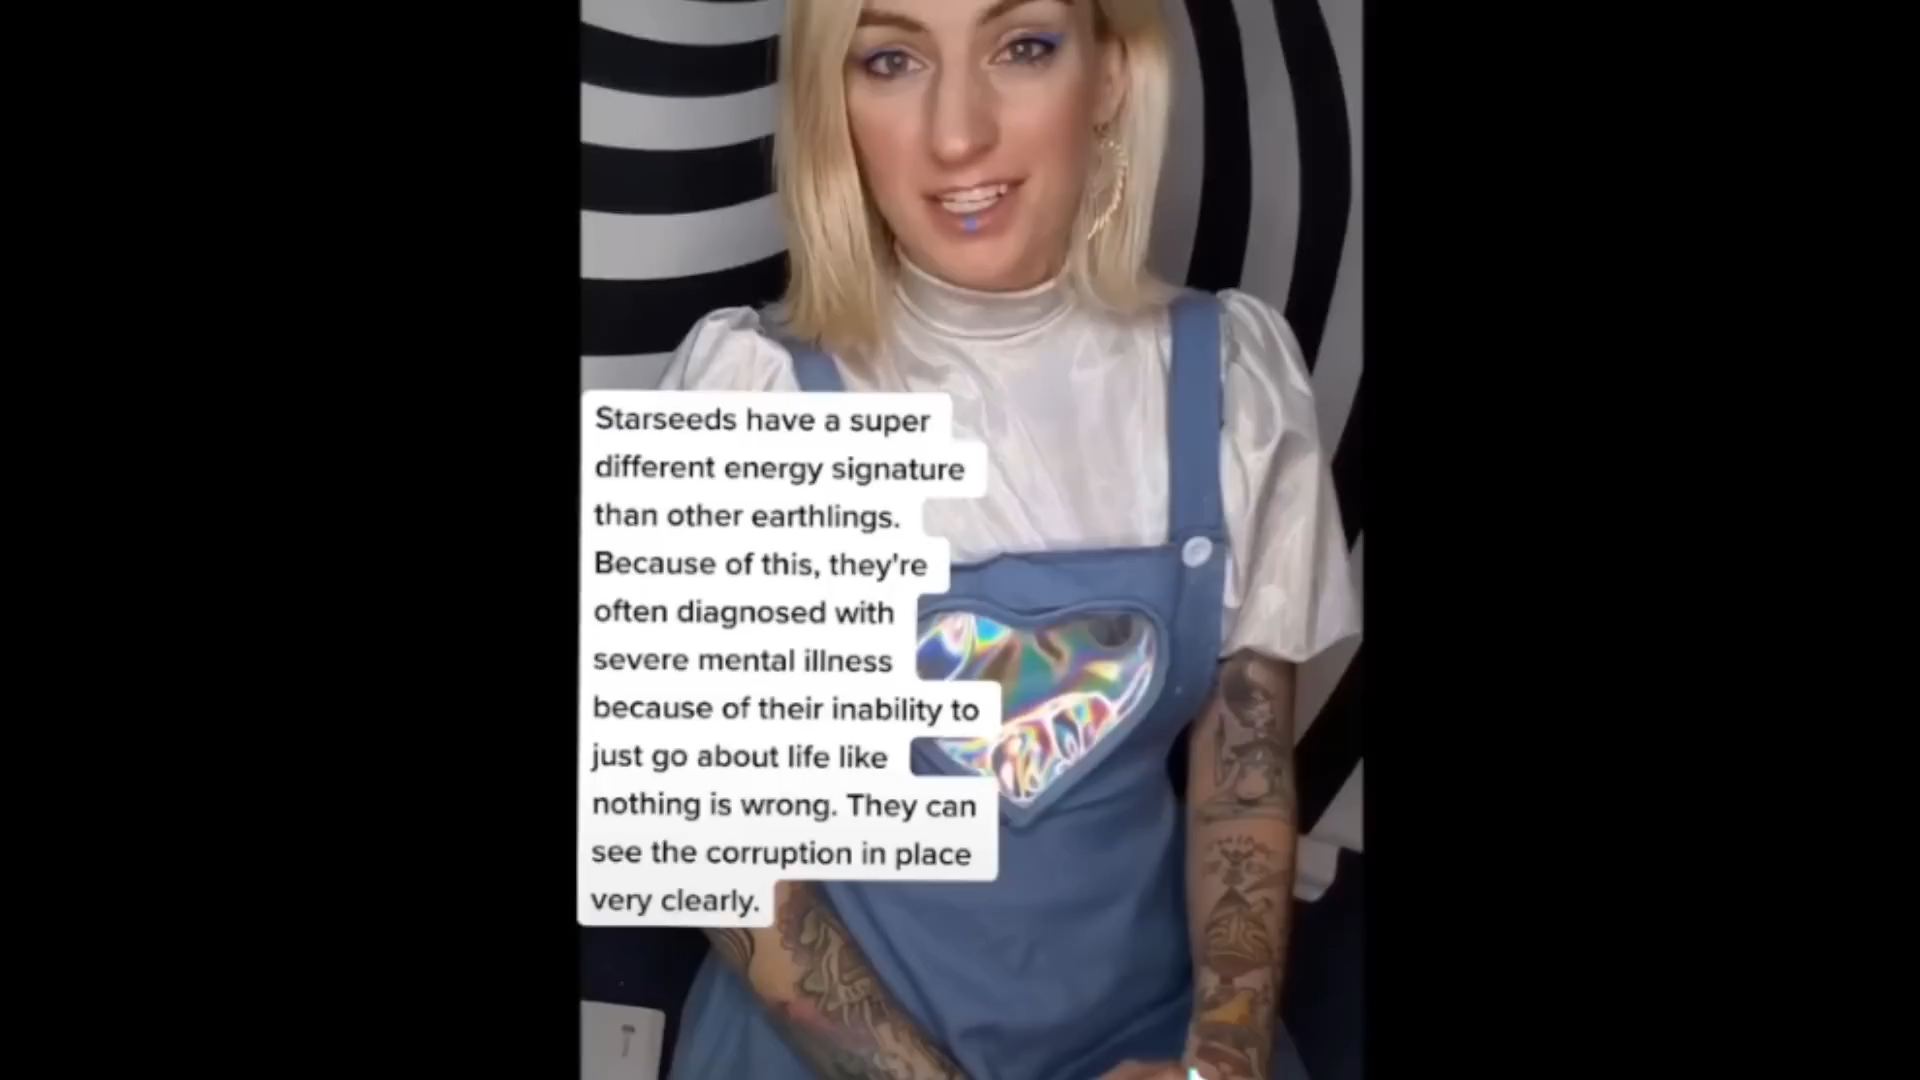 Starseeds have a super
different energy signature
than other earthlings.
Because of this, they're
often diagnosed with
severe mental illness
because of their inability to
just go about life like
nothing is wrong. They can
see the corruption in place
very clearly.